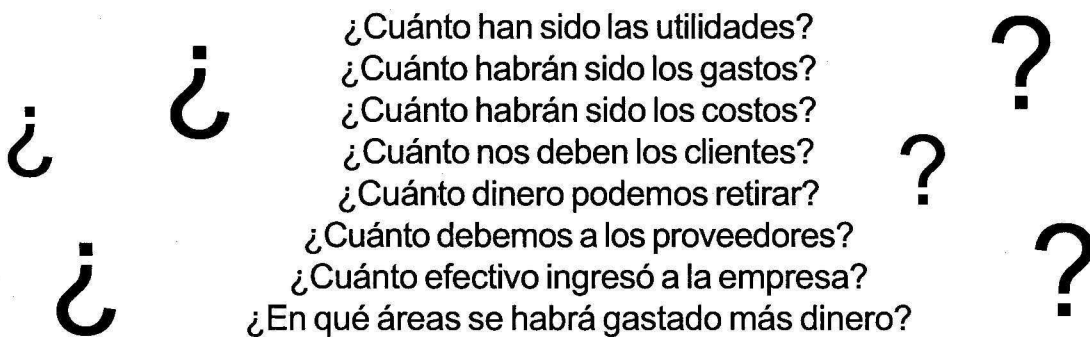 ¿Cuánto han sido las utilidades?
¿Cuánto habrán sido los gastos?
¿Cuánto habrán sido los costos?
¿Cuánto nos deben los clientes?
¿Cuánto dinero podemos retirar?
¿Cuánto debemos a los proveedores?
¿Cuánto efectivo ingresó a la empresa?
¿En qué áreas se habrá gastado más dinero?
¿
¿
¿
?
?
?